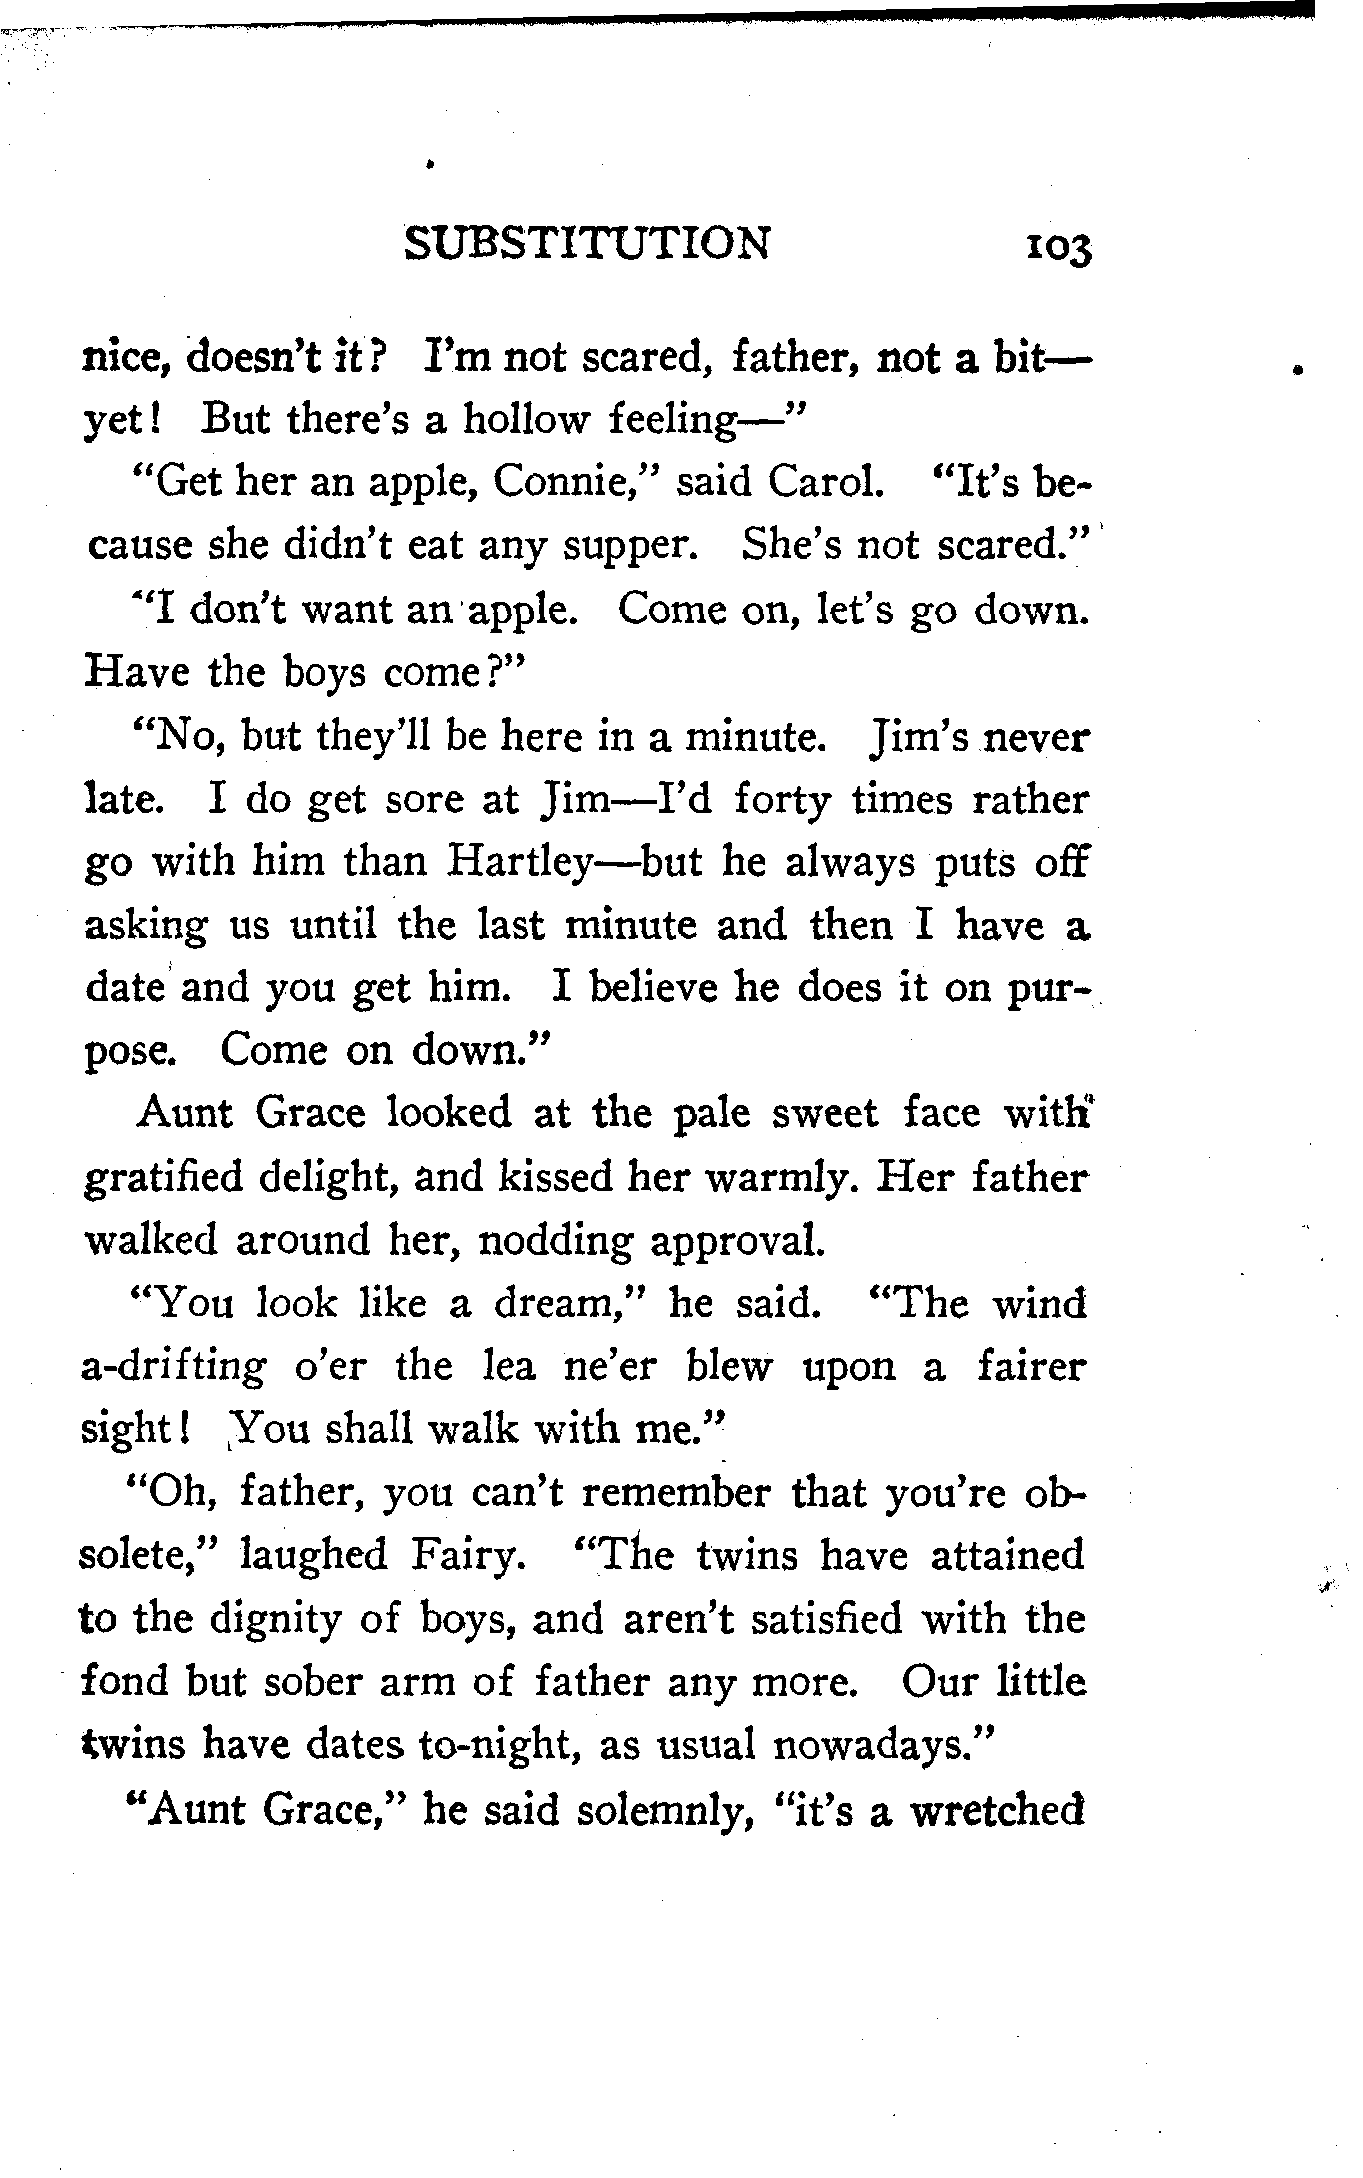 SUBSTITUTION 103
nice, doesn't it? I'm not scared, father, not a bit—
yet! But there's a hollow feeling—"
"Get her an apple, Connie," said Carol. "It's be-
cause she didn't eat any supper. She's not scared."
"I don't want an apple. Come on, let's go down.
Have the boys come?"
"No, but they'll be here in a minute. Jim's never
late. I do get sore at Jim—I'd forty times rather
go with him than Hartley—but he always puts off
asking us until the last minute and then I have a
date and you get him. I believe he does it on pur-
pose. Come on down."
Aunt Grace looked at the pale sweet face with
gratified delight, and kissed her warmly. Her father
walked around her, nodding approval.
"You look like a dream," he said. "The wind
a-drifting o'er the lea ne'er blew upon a fairer
sight! You shall walk with me."
"Oh, father, you can't remember that you're ob-
solete," laughed Fairy. "The twins have attained
to the dignity of boys, and aren't satisfied with the
fond but sober arm of father any more. Our little
twins have dates to-night, as usual nowadays."
"Aunt Grace," he said solemnly, "it's a wretched